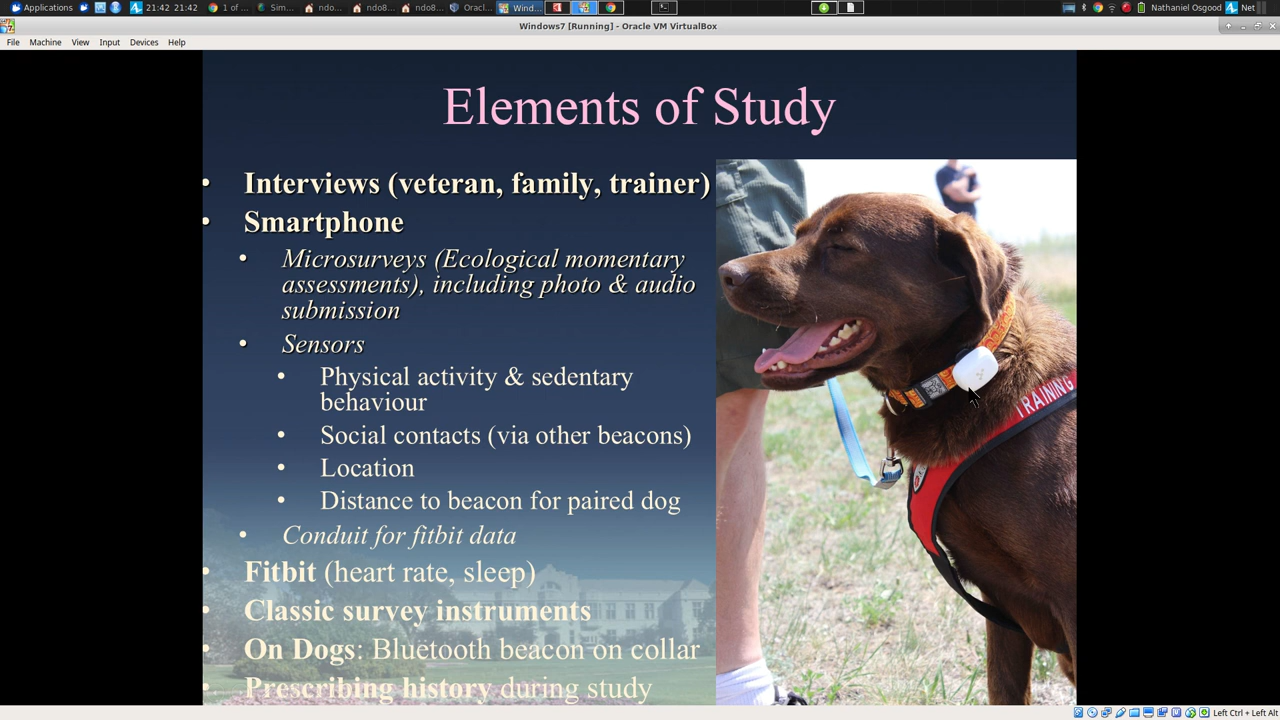 Applications 21:42 21:42 1 of ... Sim... ndo... ndo8... ndo8... Oracl... Wind... Nathaniel Osgood Net
Windows7 [Running] - Oracle VM VirtualBox
File Machine View Input Devices Help
Elements of Study
• Interviews (veteran, family, trainer)
• Smartphone
• Microsurveys (Ecological momentary
assessments), including photo & audio
submission
• Sensors
• Physical activity & sedentary
behaviour
• Social contacts (via other beacons)
• Location
• Distance to beacon for paired dog
• Conduit for fitbit data
• Fitbit (heart rate, sleep)
• Classic survey instruments
• On Dogs: Bluetooth beacon on collar
• Prescribing history during study
TRAINING
Left Ctrl + Left Alt